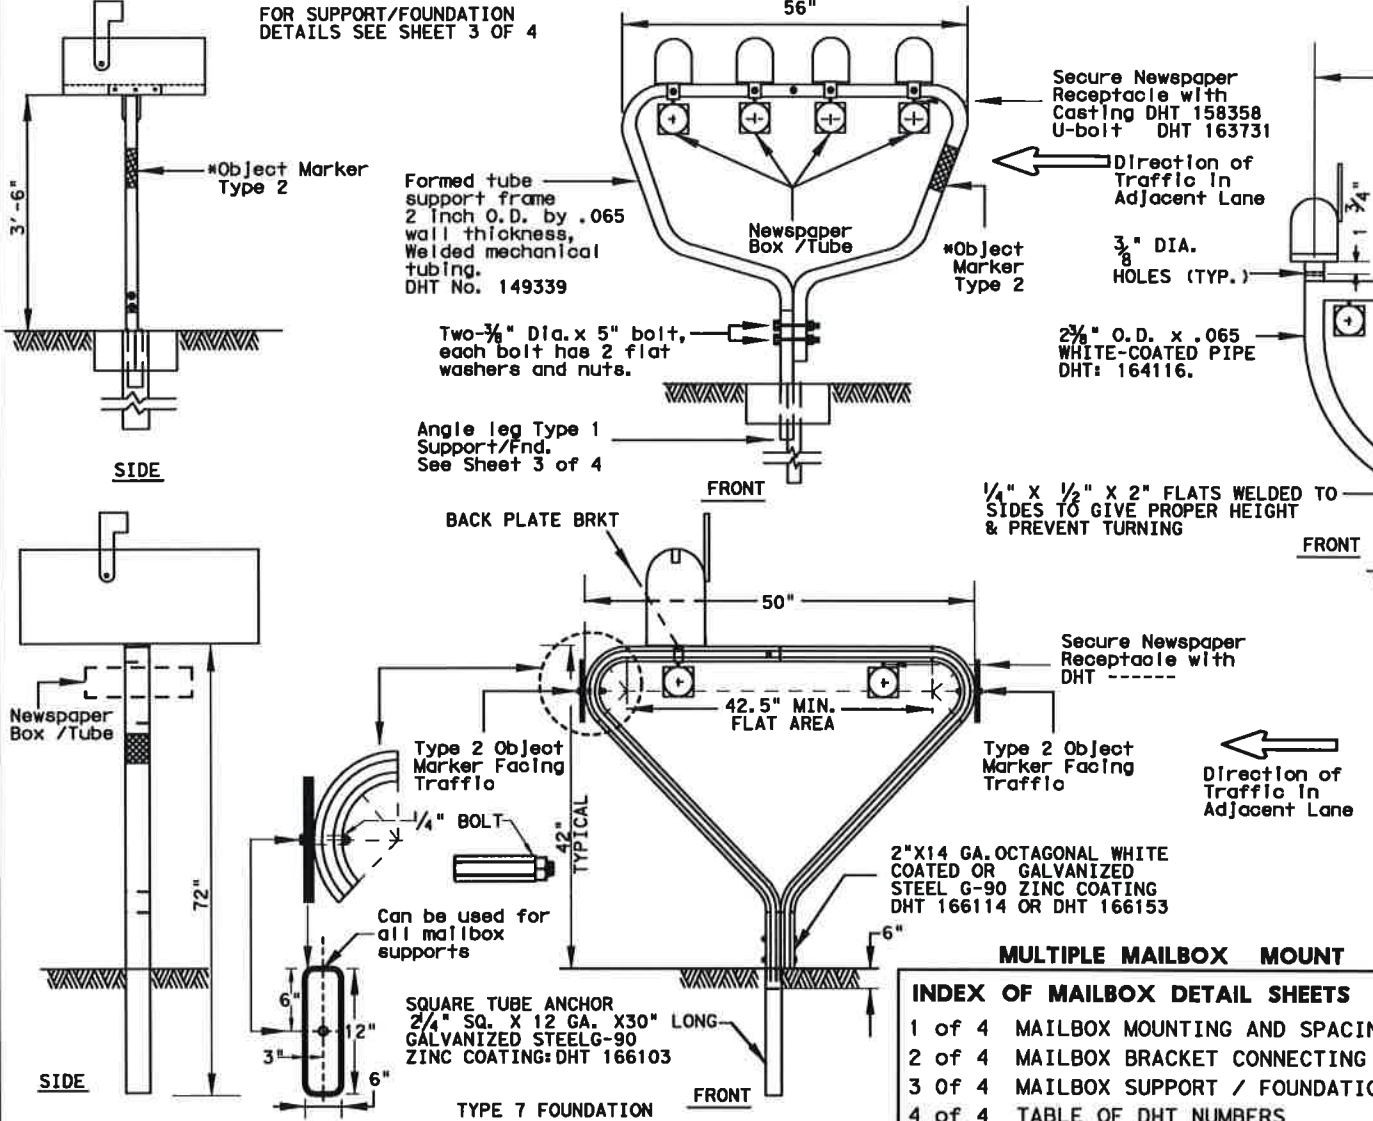 FOR SUPPORT/FOUNDATION
DETAILS SEE SHEET 3 OF 4
56"
3'-6"
*Object Marker
Type 2
SIDE
Formed tube
support frame
2 inch O.D. by .065
wall thickness,
Welded mechanical
tubing.
DHT No. 149339
Newspaper
Box /Tube
Secure Newspaper
Receptacle with
Casting DHT 158358
U-bolt DHT 163731
Direction of
Traffic in
Adjacent Lane
*Object
Marker
Type 2
Two-3/8" Dia.x 5" bolt,
each bolt has 2 flat
washers and nuts.
Angle leg Type 1
Support/Fnd.
See Sheet 3 of 4
FRONT
1 3/4"
3/8" DIA.
HOLES (TYP.)
2 3/8" O.D. x .065
WHITE-COATED PIPE
DHT: 164116.
1/4" X 1/2" X 2" FLATS WELDED TO
SIDES TO GIVE PROPER HEIGHT
& PREVENT TURNING
FRONT
BACK PLATE BRKT
50"
Newspaper
Box /Tube
72"
SIDE
42.5" MIN.
FLAT AREA
Secure Newspaper
Receptacle with
DHT ------
Type 2 Object
Marker Facing
Traffic
Type 2 Object
Marker Facing
Traffic
Direction of
Traffic in
Adjacent Lane
1/4" BOLT
42"
TYPICAL
Can be used for
all mailbox
supports
6"
12"
3"
6"
2"X14 GA.OCTAGONAL WHITE
COATED OR GALVANIZED
STEEL G-90 ZINC COATING
DHT 166114 OR DHT 166153
6"
SQUARE TUBE ANCHOR
2 1/4" SQ. X 12 GA. X30" LONG
GALVANIZED STEELG-90
ZINC COATING:DHT 166103
TYPE 7 FOUNDATION
FRONT
MULTIPLE MAILBOX MOUNT
INDEX OF MAILBOX DETAIL SHEETS
1 of 4 MAILBOX MOUNTING AND SPACIN
2 of 4 MAILBOX BRACKET CONNECTING
3 Of 4 MAILBOX SUPPORT / FOUNDATIO
4 of 4 TABLE OF DHT NUMBERS